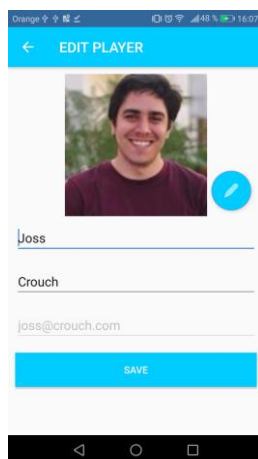 Orange
48 % 16:07
EDIT PLAYER
Joss
Crouch
joss@crouch.com
SAVE